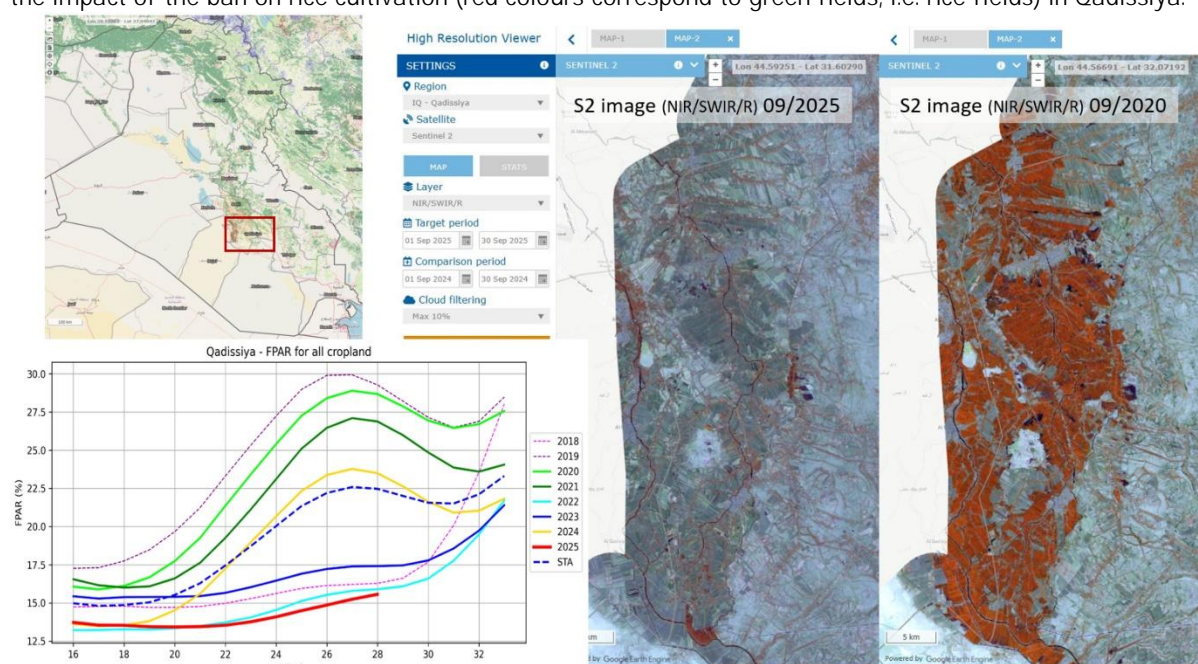 the impact of the ban on rice cultivation (red colours correspond to green fields, i.e. rice fields) in Qadissiya.
High Resolution Viewer
SETTINGS
Region
IQ - Qadissiya
Satellite
Sentinel 2
MAP
STATS
Layer
NIR/SWIR/R
Target period
01 Sep 2025
30 Sep 2025
Comparison period
01 Sep 2024
30 Sep 2024
Cloud filtering
Max 10%
MAP-1
MAP-2
SENTINEL 2
Lon 44.59251 - Lat 31.60290
S2 image (NIR/SWIR/R) 09/2025
km
d by Google Earth Engine
MAP-1
MAP-2
SENTINEL 2
Lon 44.56691 - Lat 32.07192
S2 image (NIR/SWIR/R) 09/2020
5 km
Powered by Google Earth Engine
Qadissiya - FPAR for all cropland
FPAR (%)
30.0
27.5
25.0
22.5
20.0
17.5
15.0
12.5
16 18 20 22 24 26 28 30 32
2018
2019
2020
2021
2022
2023
2024
2025
STA